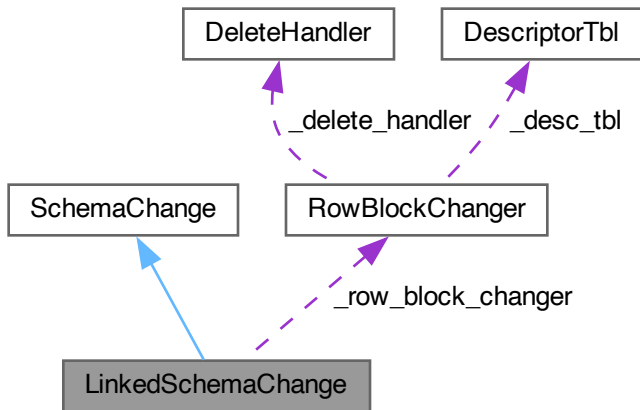 DeleteHandler
DescriptorTbl
_delete_handler
_desc_tbl
SchemaChange
RowBlockChanger
_row_block_changer
LinkedSchemaChange